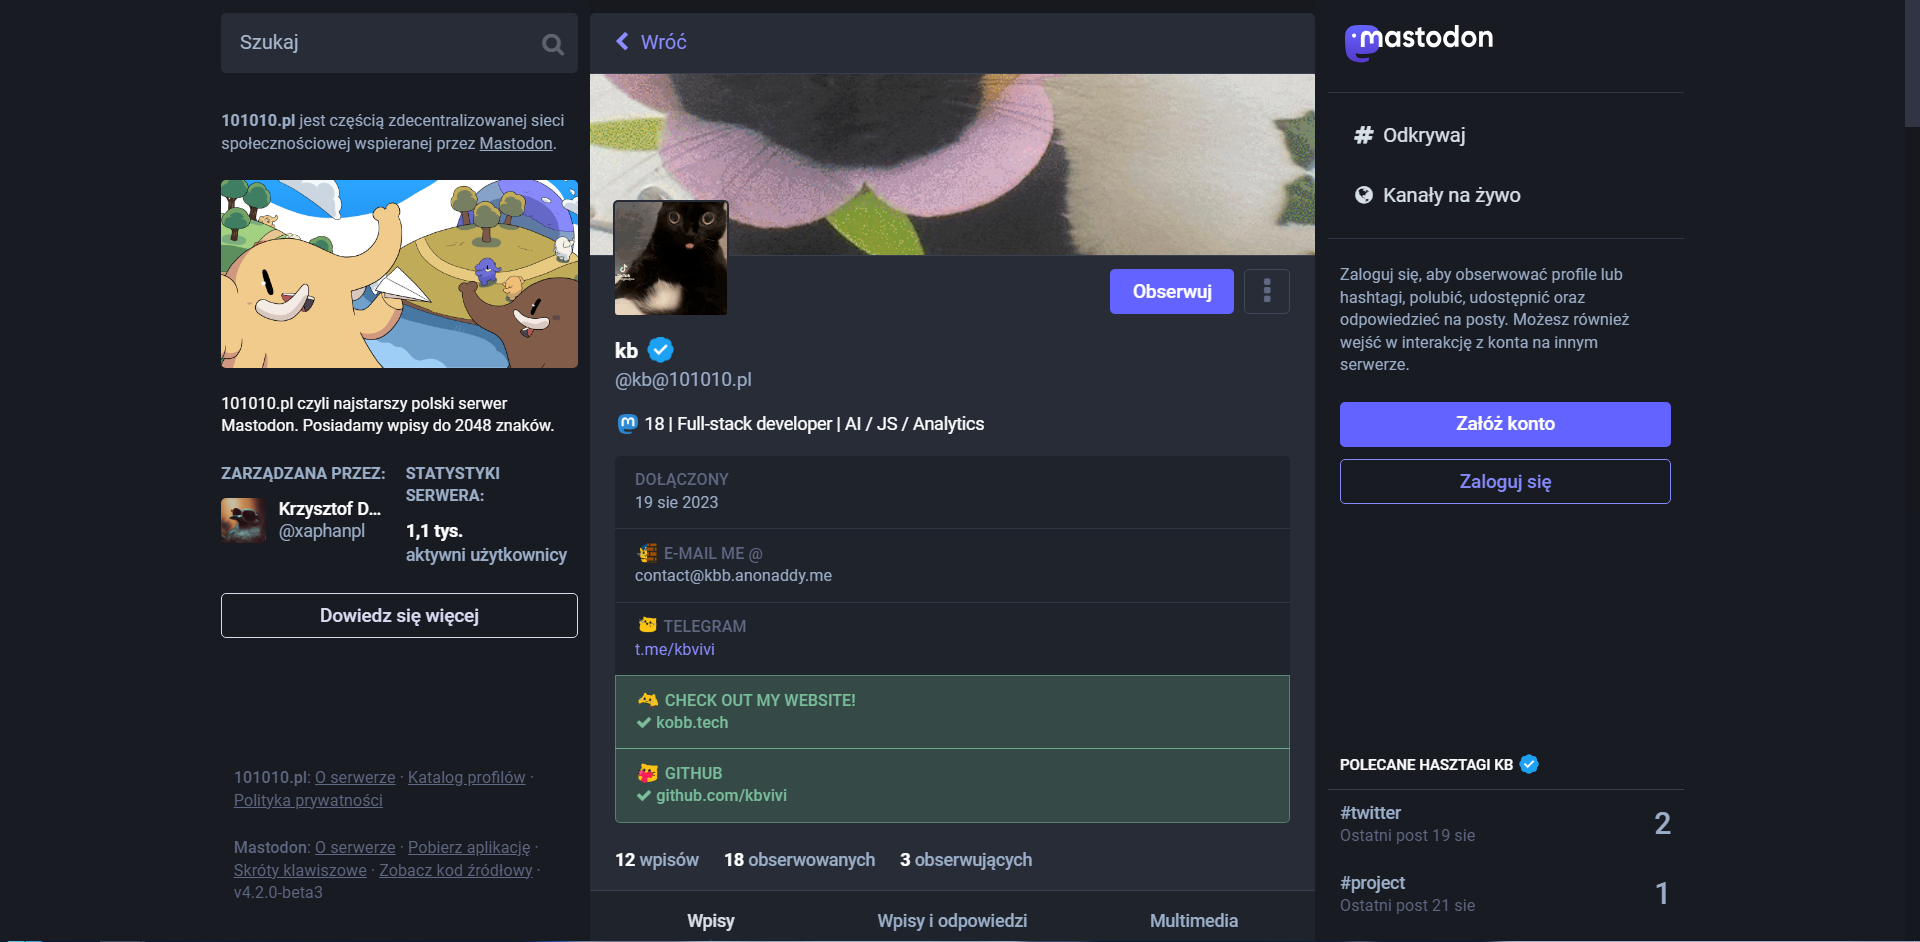 Szukaj
101010.pl jest częścią zdecentralizowanej sieci
społecznościowej wspieranej przez Mastodon.
101010.pl czyli najstarszy polski serwer
Mastodon. Posiadamy wpisy do 2048 znaków.
ZARZĄDZANA PRZEZ:
Krzysztof D...
@xaphanpl
STATYSTYKI
SERWERA:
1,1 tys.
aktywni użytkownicy
Dowiedz się więcej
101010.pl: O serwerze · Katalog profilów ·
Polityka prywatności
Mastodon: O serwerze · Pobierz aplikację ·
Skróty klawiszowe · Zobacz kod źródłowy ·
v4.2.0-beta3
Wróć
Obserwuj
kb
@kb@101010.pl
18 | Full-stack developer | AI / JS / Analytics
DOŁĄCZONY
19 sie 2023
E-MAIL ME @
contact@kbb.anonaddy.me
TELEGRAM
t.me/kbvivi
CHECK OUT MY WEBSITE!
kobb.tech
GITHUB
github.com/kbvivi
12 wpisów 18 obserwowanych 3 obserwujących
Wpisy Wpisy i odpowiedzi Multimedia
mastodon
# Odkrywaj
Kanały na żywo
Zaloguj się, aby obserwować profile lub
hashtagi, polubić, udostępnić oraz
odpowiedzieć na posty. Możesz również
wejść w interakcję z konta na innym
serwerze.
Załóż konto
Zaloguj się
POLECANE HASZTAGI KB
#twitter
Ostatni post 19 sie
2
#project
Ostatni post 21 sie
1